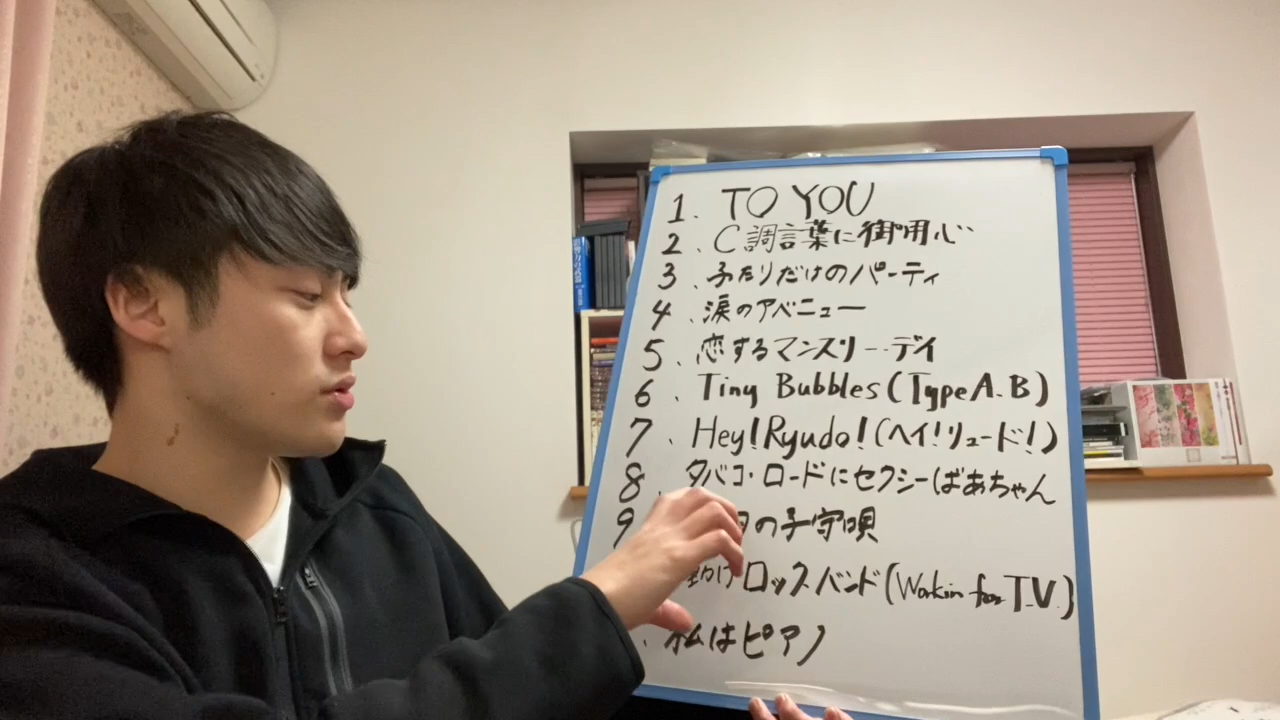 1. TO YOU
2. C調言葉に御用心
3. ふたりだけのパーティ
4. 涙のアベニュー
5. 恋するマンスリー・デイ
6. Tiny Bubbles (Type A.B)
7. Hey! Ryudo! (ヘイ!リュード!)
8. タバコ・ロードにセクシーばあちゃん
9 の子守唄
働けロックバンド (Workin for T.V.)
私はピアノ